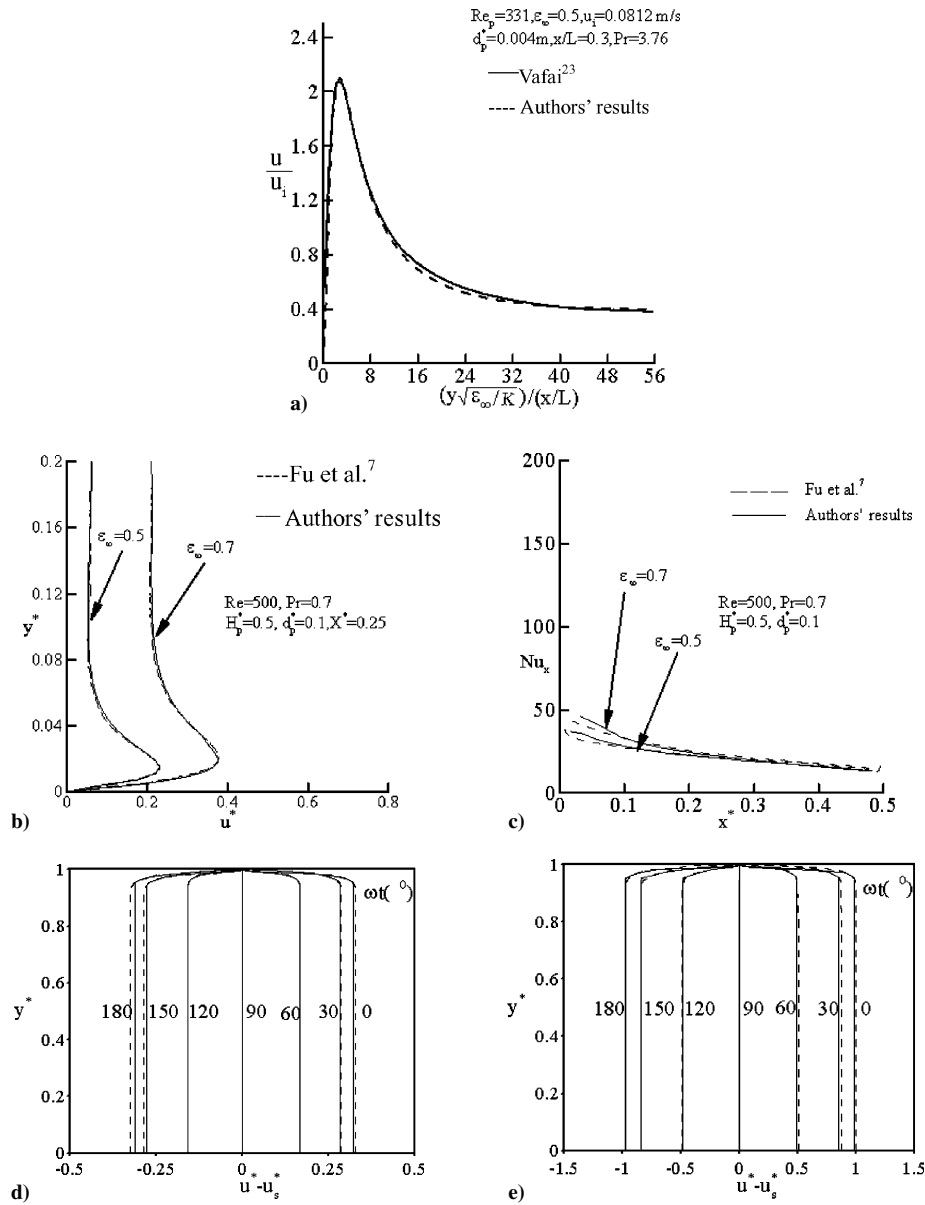 Re_p=331,ε_∞=0.5,u_i=0.0812 m/s
d_p^*=0.004m,x/L=0.3,Pr=3.76
Vafai^23
Authors' results
2.4
2
1.6
1.2
0.8
0.4
0
u/u_i
0 8 16 24 32 40 48 56
(y√ε_∞/K)/(x/L)
a)
0.2
0.16
0.12
0.08
0.04
0
y*
Fu et al.^7
Authors' results
ε_∞=0.5
ε_∞=0.7
Re=500, Pr=0.7
H_p^*=0.5, d_p^*=0.1,X^*=0.25
0 0.2 0.4 0.6 0.8
u*
b)
200
150
100
50
0
Nu_x
Fu et al.^7
Authors' results
ε_∞=0.7
Re=500, Pr=0.7
H_p^*=0.5, d_p^*=0.1
ε_∞=0.5
0 0.1 0.2 0.3 0.4 0.5
x*
c)
1
0.8
0.6
0.4
0.2
0
y*
ωt(°)
180 150 120 90 60 30 0
-0.5 -0.25 0 0.25 0.5
u*-u_s^*
d)
1
0.8
0.6
0.4
0.2
0
y*
ωt(°)
180 150 120 90 60 30 0
-1.5 -1 -0.5 0 0.5 1 1.5
u*-u_s^*
e)